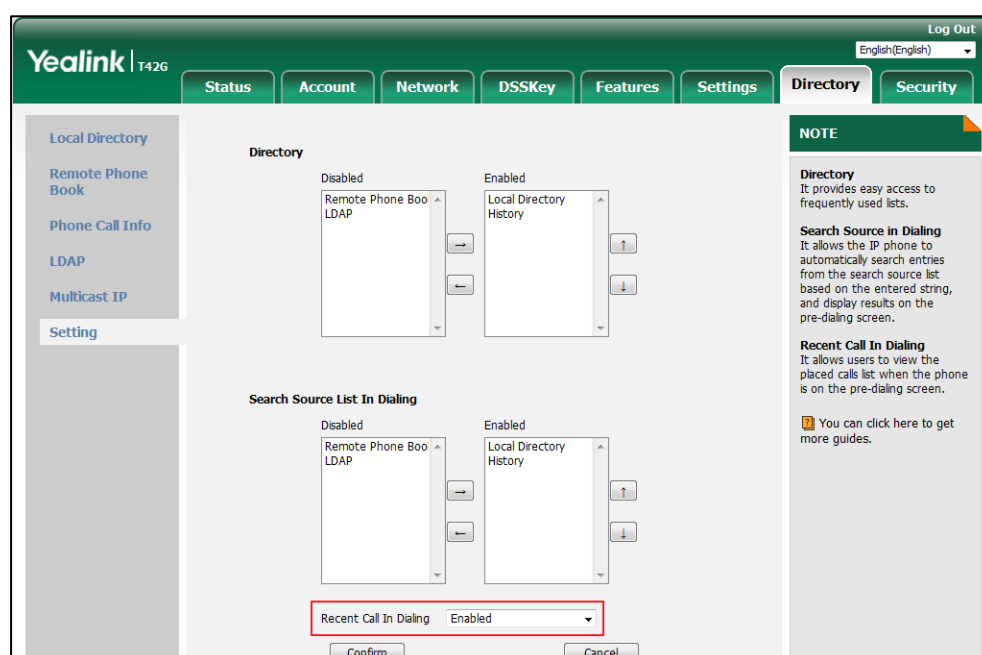 Log Out
Yealink T42G
English(English)
Status Account Network DSSKey Features Settings Directory Security
Local Directory
Remote Phone
Book
Phone Call Info
LDAP
Multicast IP
Setting
Directory
Disabled Enabled
Remote Phone Boo Local Directory
LDAP History
→ ↑
← ↓
Search Source List In Dialing
Disabled Enabled
Remote Phone Boo Local Directory
LDAP History
→ ↑
← ↓
Recent Call In Dialing Enabled
Confirm Cancel
NOTE
Directory
It provides easy access to
frequently used lists.
Search Source in Dialing
It allows the IP phone to
automatically search entries
from the search source list
based on the entered string,
and display results on the
pre-dialing screen.
Recent Call In Dialing
It allows users to view the
placed calls list when the phone
is on the pre-dialing screen.
You can click here to get
more guides.